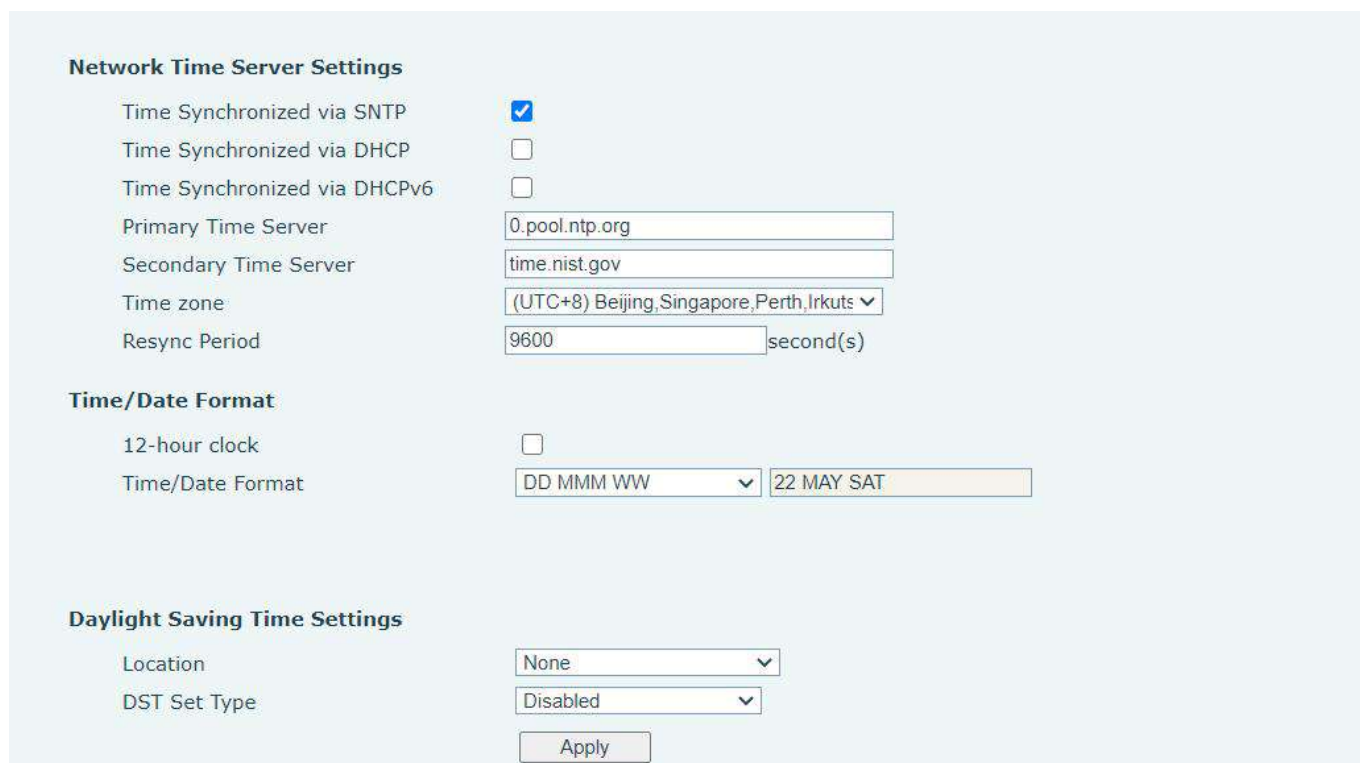 Network Time Server Settings
Time Synchronized via SNTP
Time Synchronized via DHCP
Time Synchronized via DHCPv6
Primary Time Server 0.pool.ntp.org
Secondary Time Server time.nist.gov
Time zone (UTC+8) Beijing,Singapore,Perth,Irkuts
Resync Period 9600 second(s)
Time/Date Format
12-hour clock
Time/Date Format DD MMM WW 22 MAY SAT
Daylight Saving Time Settings
Location None
DST Set Type Disabled
Apply